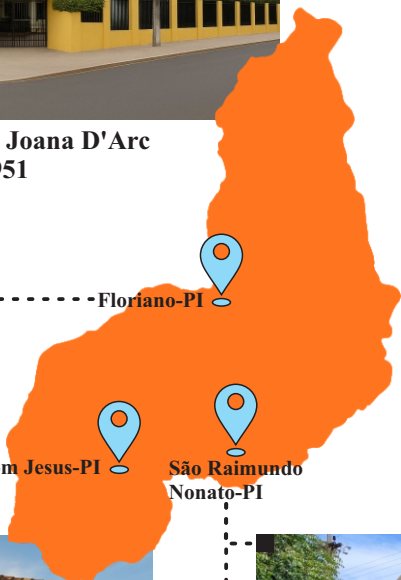 Joana D'Arc
951
Floriano-PI
m Jesus-PI
São Raimundo
Nonato-PI